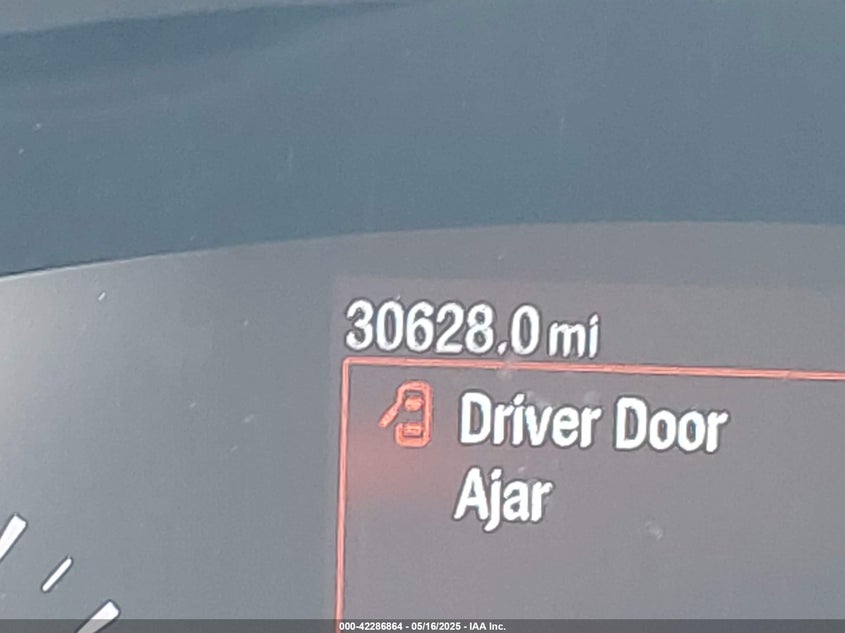 30628.0 mi
Driver Door
Ajar
000-42286864 - 05/16/2025 - IAA Inc.